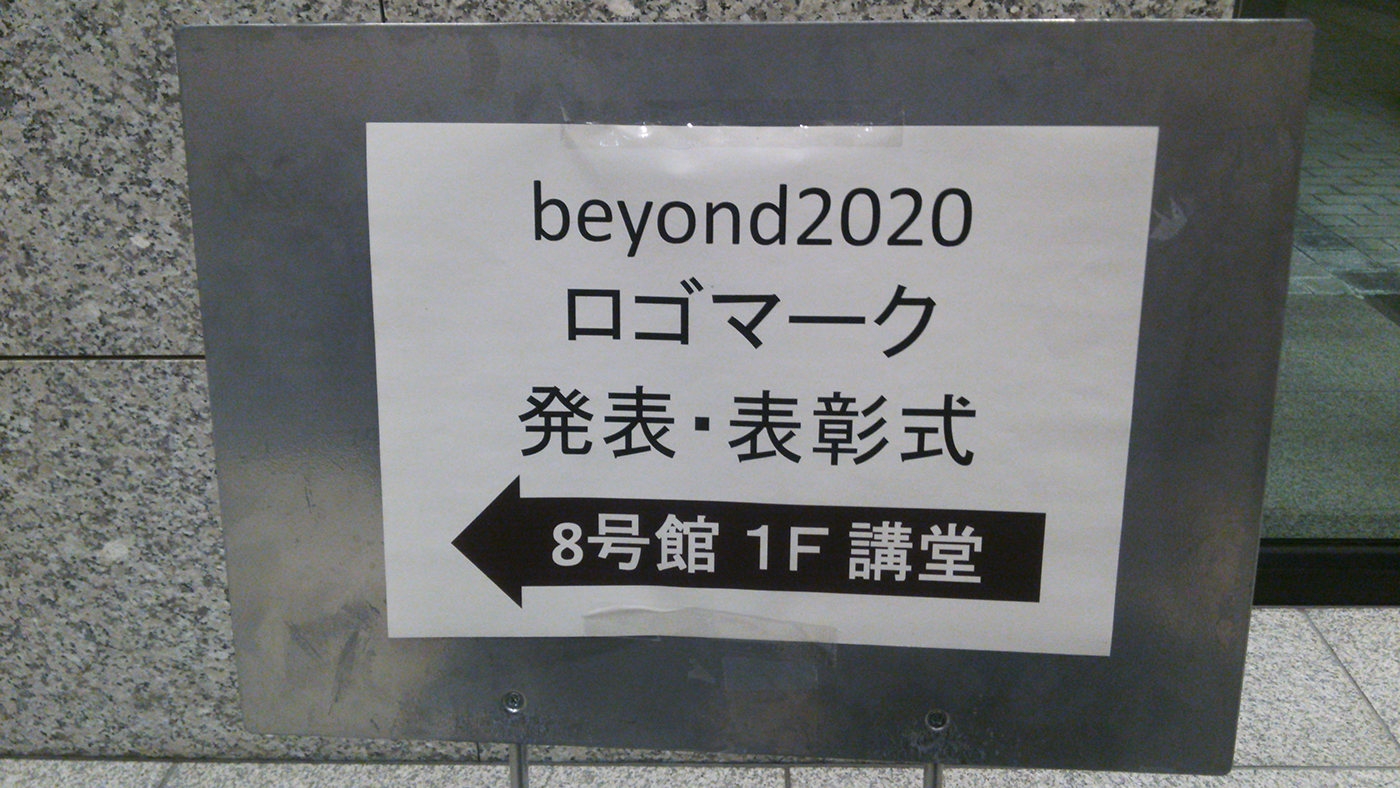 beyond2020
ロゴマーク
発表・表彰式
8号館 1F 講堂